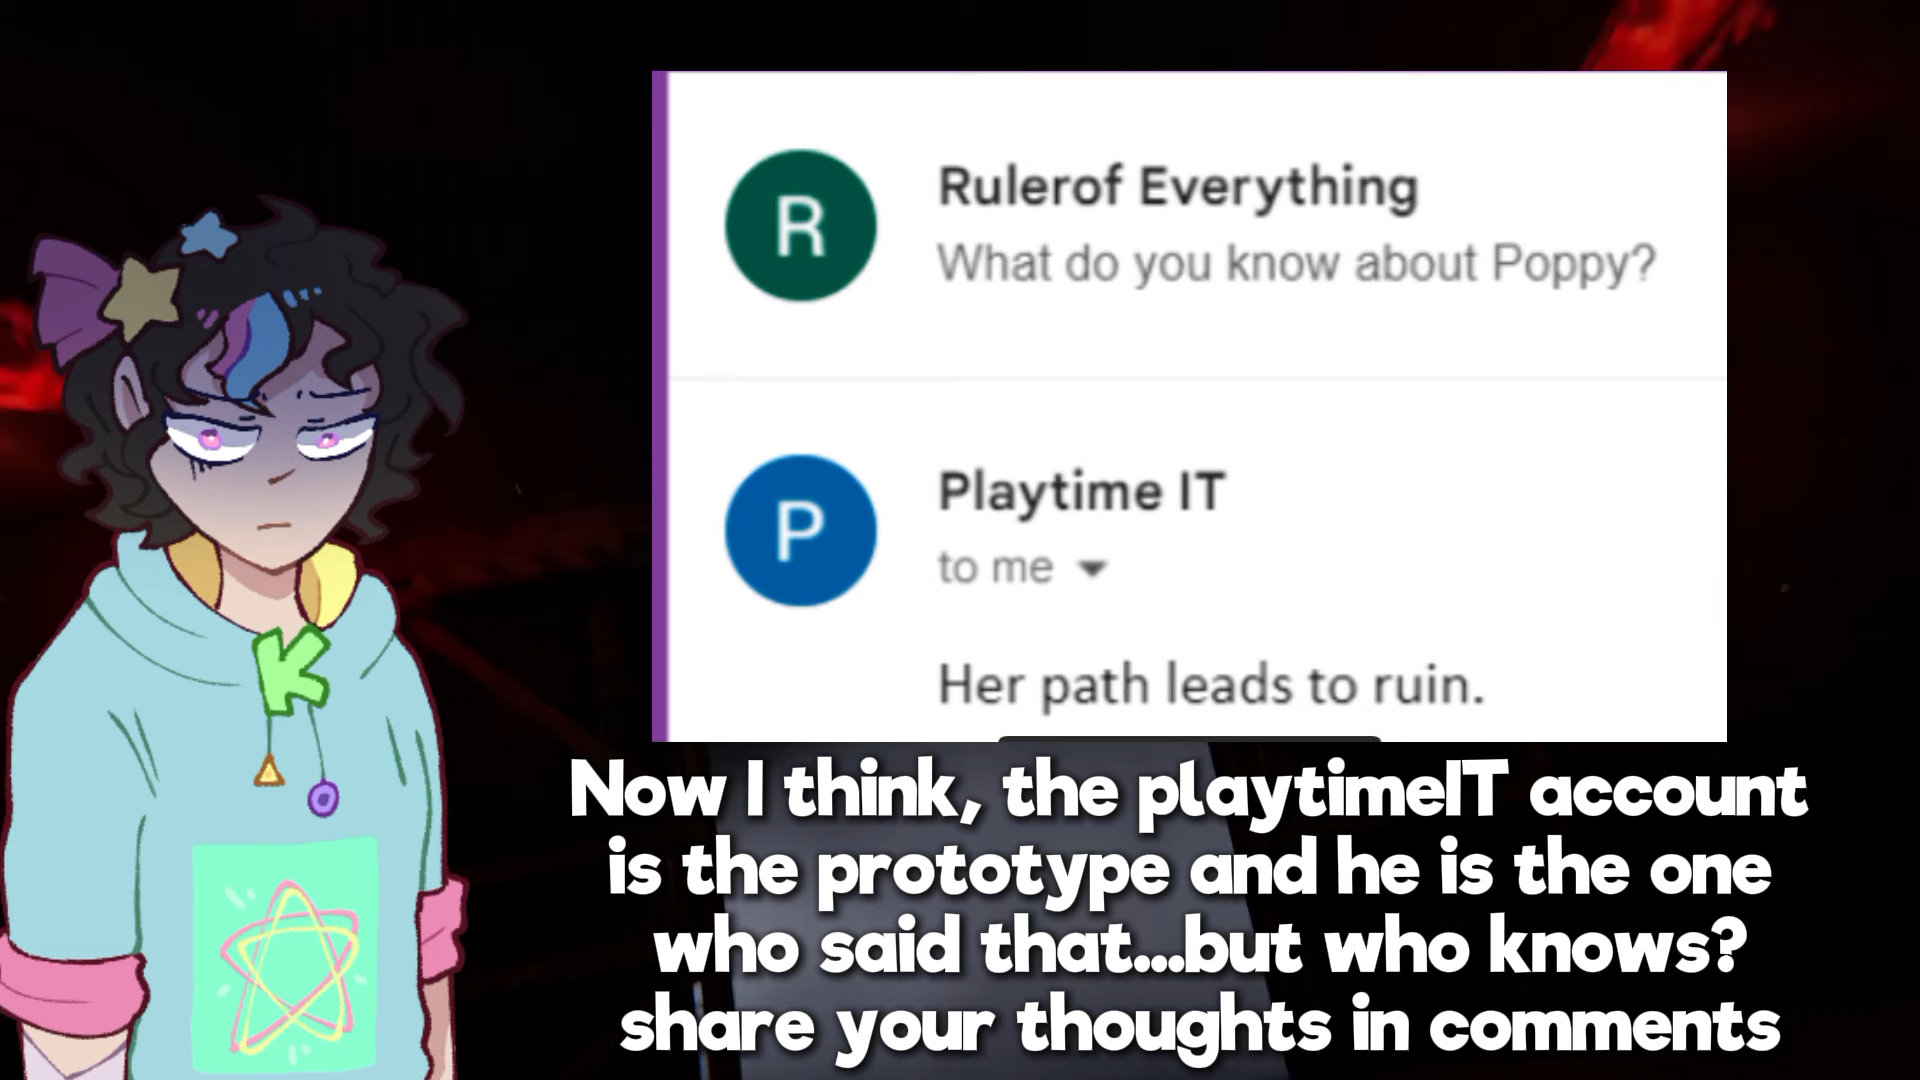 R
Rulerof Everything
What do you know about Poppy?
P
Playtime IT
to me
Her path leads to ruin.
K
Now I think, the playtimeIT account
is the prototype and he is the one
who said that...but who knows?
share your thoughts in comments